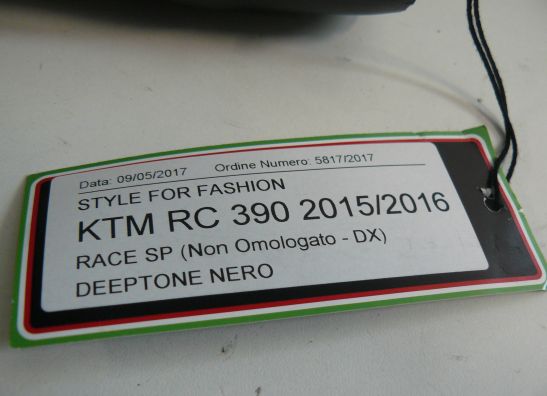 Data: 09/05/2017 Ordine Numero: 5817/2017
STYLE FOR FASHION
KTM RC 390 2015/2016
RACE SP (Non Omologato - DX)
DEEPTONE NERO